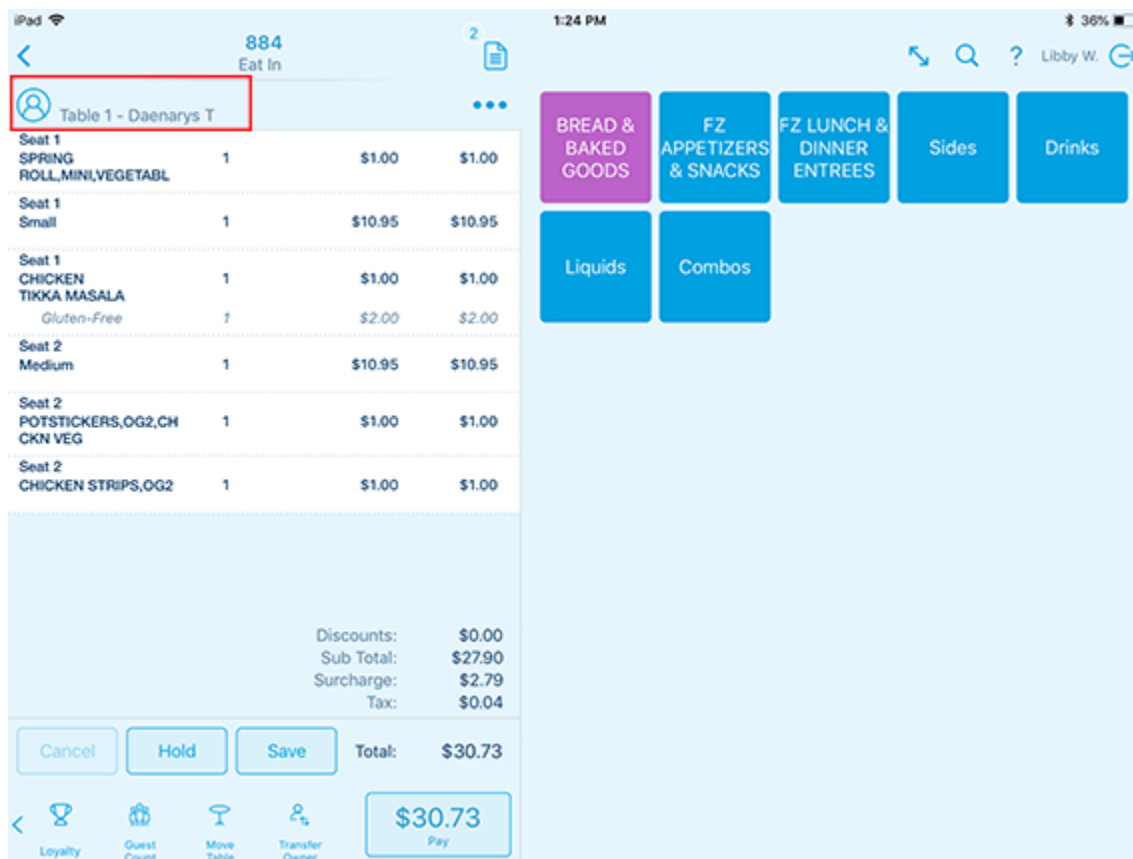 iPad 1:24 PM 36%
884
Eat In
2
? Libby W.
Table 1 - Daenarys T
Seat 1
SPRING 1 $1.00 $1.00
ROLL,MINI,VEGETABL
Seat 1
Small 1 $10.95 $10.95
Seat 1
CHICKEN 1 $1.00 $1.00
TIKKA MASALA
Gluten-Free 1 $2.00 $2.00
Seat 2
Medium 1 $10.95 $10.95
Seat 2
POTSTICKERS,OG2,CH 1 $1.00 $1.00
CKN VEG
Seat 2
CHICKEN STRIPS,OG2 1 $1.00 $1.00
Discounts: $0.00
Sub Total: $27.90
Surcharge: $2.79
Tax: $0.04
Cancel Hold Save Total: $30.73
Loyalty
Guest
Count
Move
Table
Transfer
Owner
$30.73
Pay
BREAD &
BAKED
GOODS
FZ
APPETIZERS
& SNACKS
FZ LUNCH &
DINNER
ENTREES
Sides
Drinks
Liquids
Combos